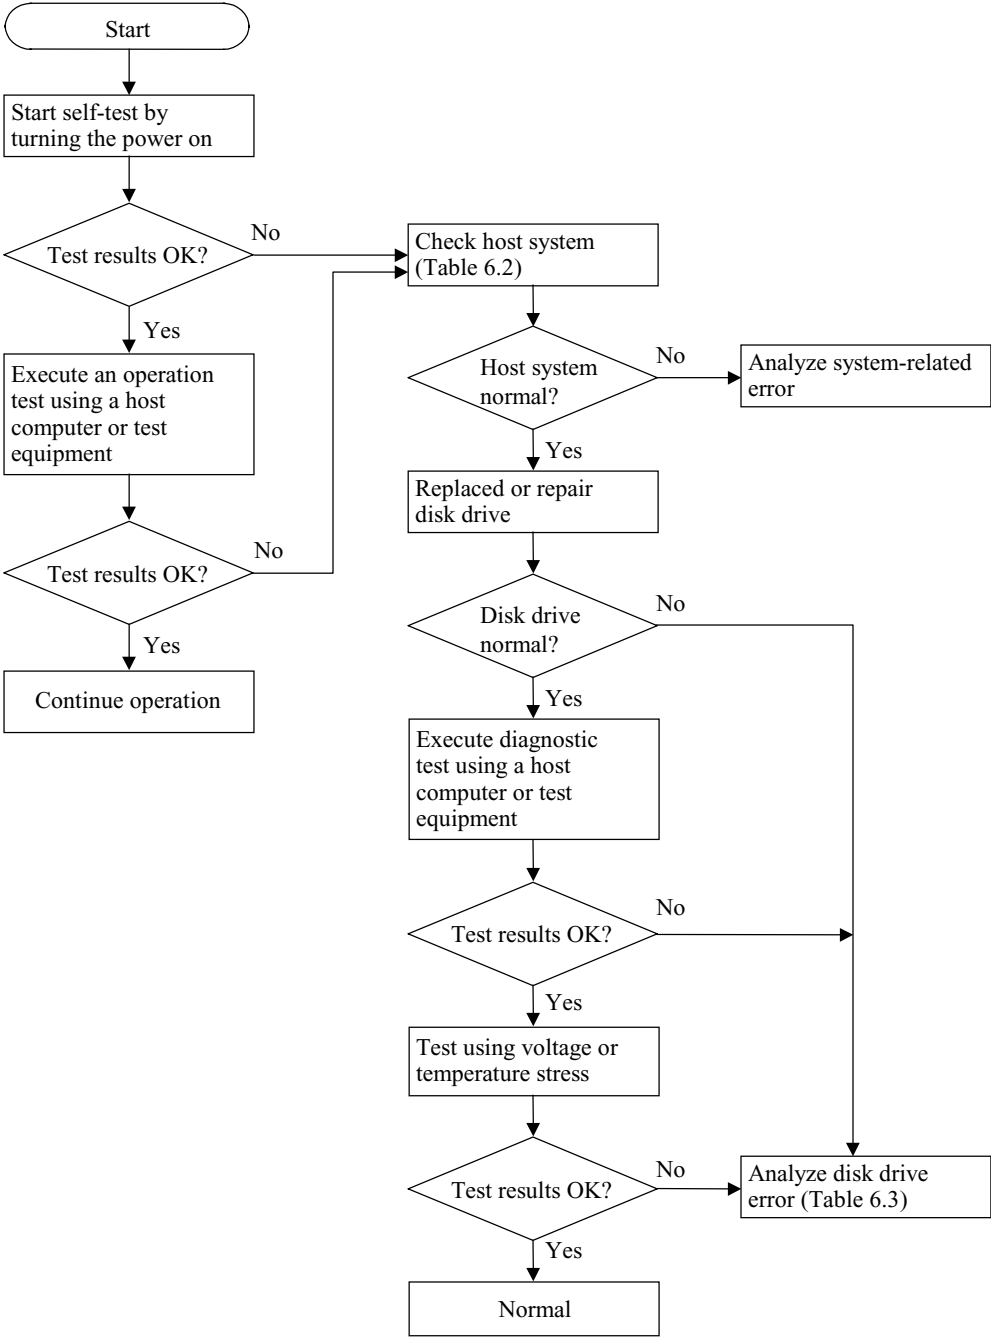 Start
Start self-test by
turning the power on
Test results OK?
No
Yes
Execute an operation
test using a host
computer or test
equipment
Test results OK?
No
Yes
Continue operation
Check host system
(Table 6.2)
Host system
normal?
No
Analyze system-related
error
Yes
Replaced or repair
disk drive
Disk drive
normal?
No
Yes
Execute diagnostic
test using a host
computer or test
equipment
Test results OK?
No
Yes
Test using voltage or
temperature stress
Test results OK?
No
Analyze disk drive
error (Table 6.3)
Yes
Normal